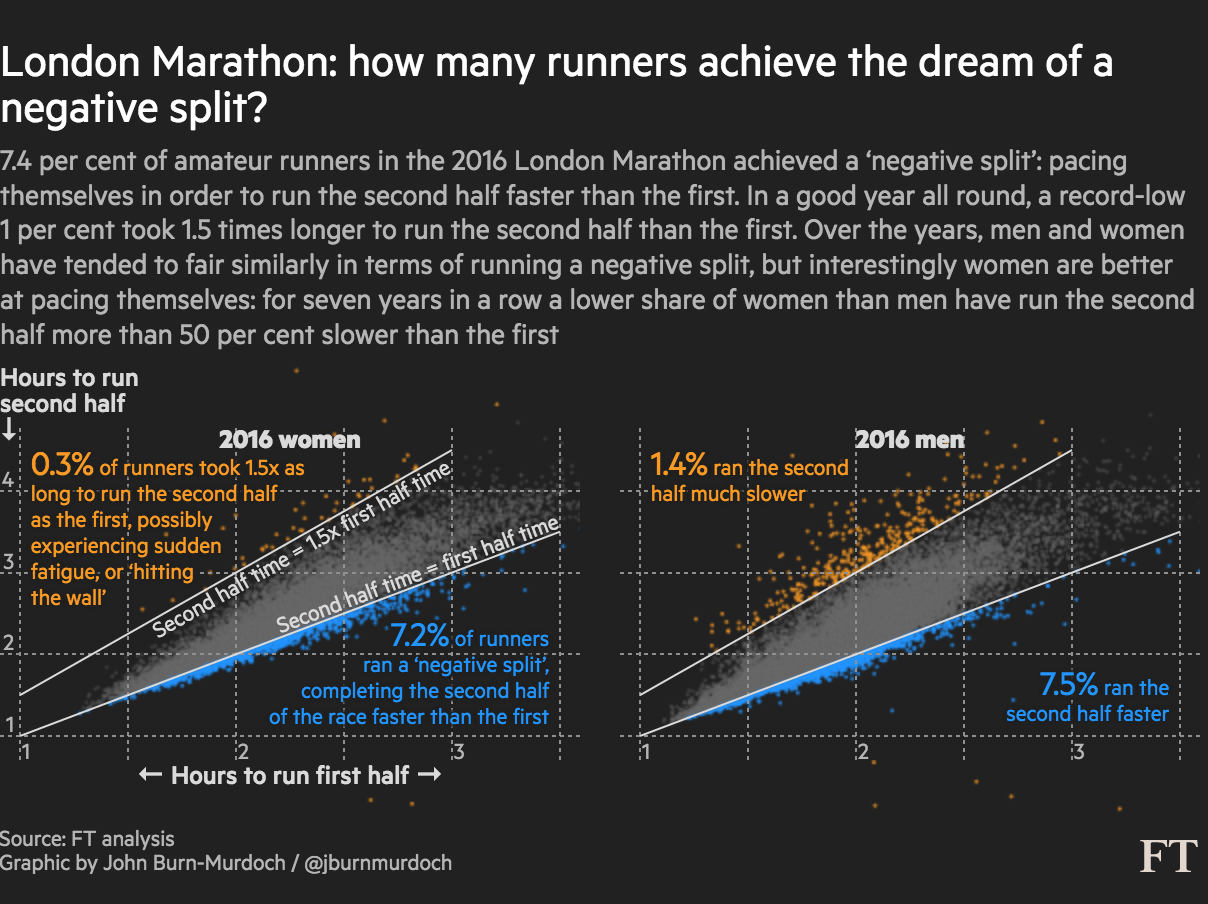 London Marathon: how many runners achieve the dream of a
negative split?
7.4 per cent of amateur runners in the 2016 London Marathon achieved a ‘negative split’: pacing
themselves in order to run the second half faster than the first. In a good year all round, a record-low
1 per cent took 1.5 times longer to run the second half than the first. Over the years, men and women
have tended to fair similarly in terms of running a negative split, but interestingly women are better
at pacing themselves: for seven years in a row a lower share of women than men have run the second
half more than 50 per cent slower than the first
Hours to run
second half
↓
2016 women
0.3% of runners took 1.5x as
long to run the second half
as the first, possibly
experiencing sudden
fatigue, or ‘hitting
the wall’
Second half time = 1.5x first half time
Second half time = first half time
7.2% of runners
ran a ‘negative split’,
completing the second half
of the race faster than the first
4
3
2
1
1 2 3
← Hours to run first half →
2016 men
1.4% ran the second
half much slower
7.5% ran the
second half faster
1 2 3
Source: FT analysis
Graphic by John Burn-Murdoch / @jburnmurdoch
FT